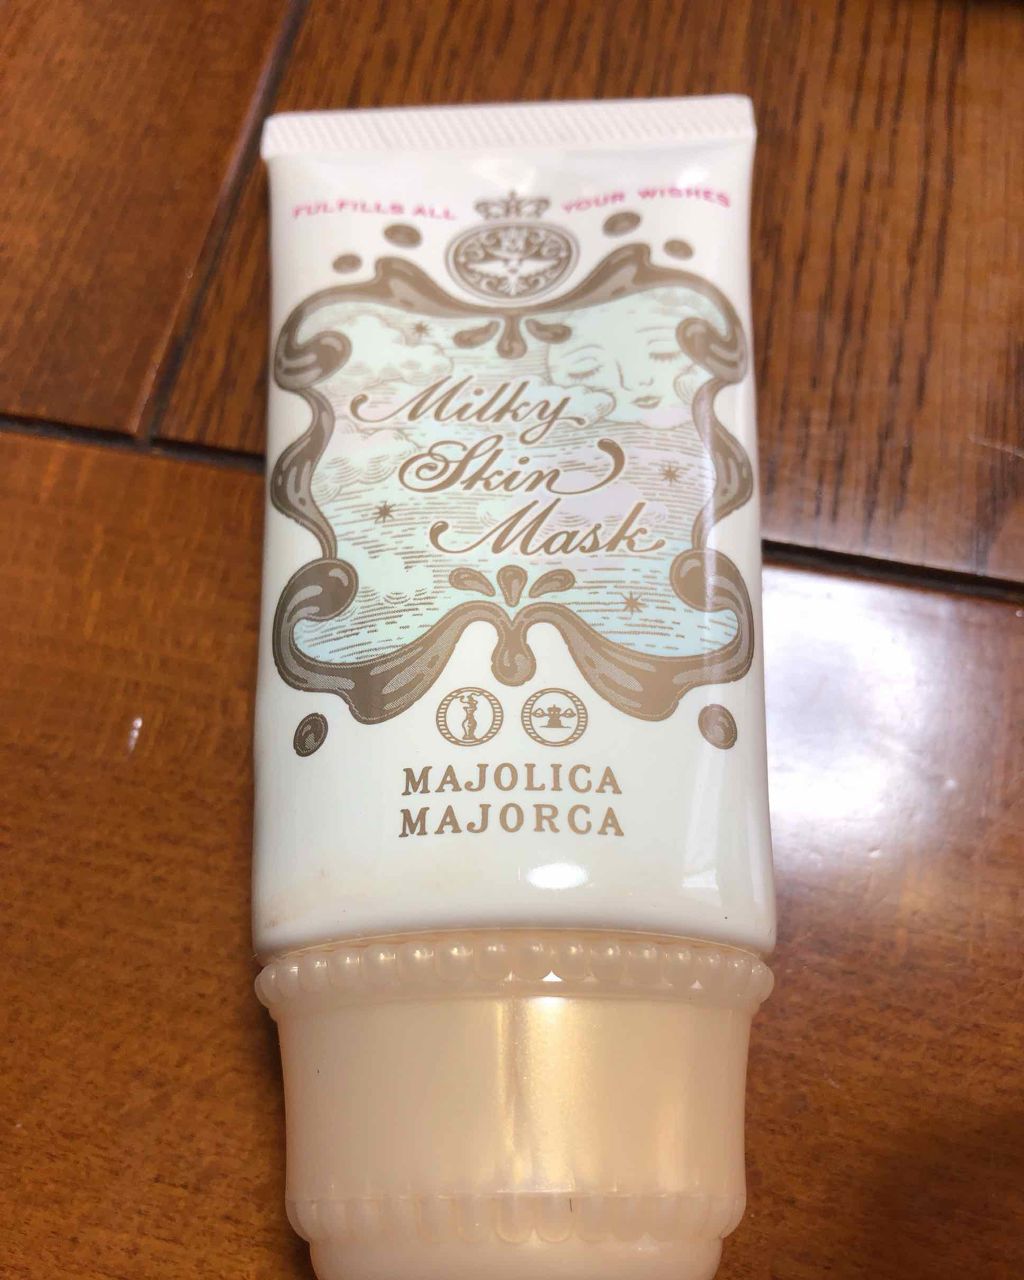 FULFILLS ALL YOUR WISHES
Milky
Skin
Mask
MAJOLICA
MAJORCA